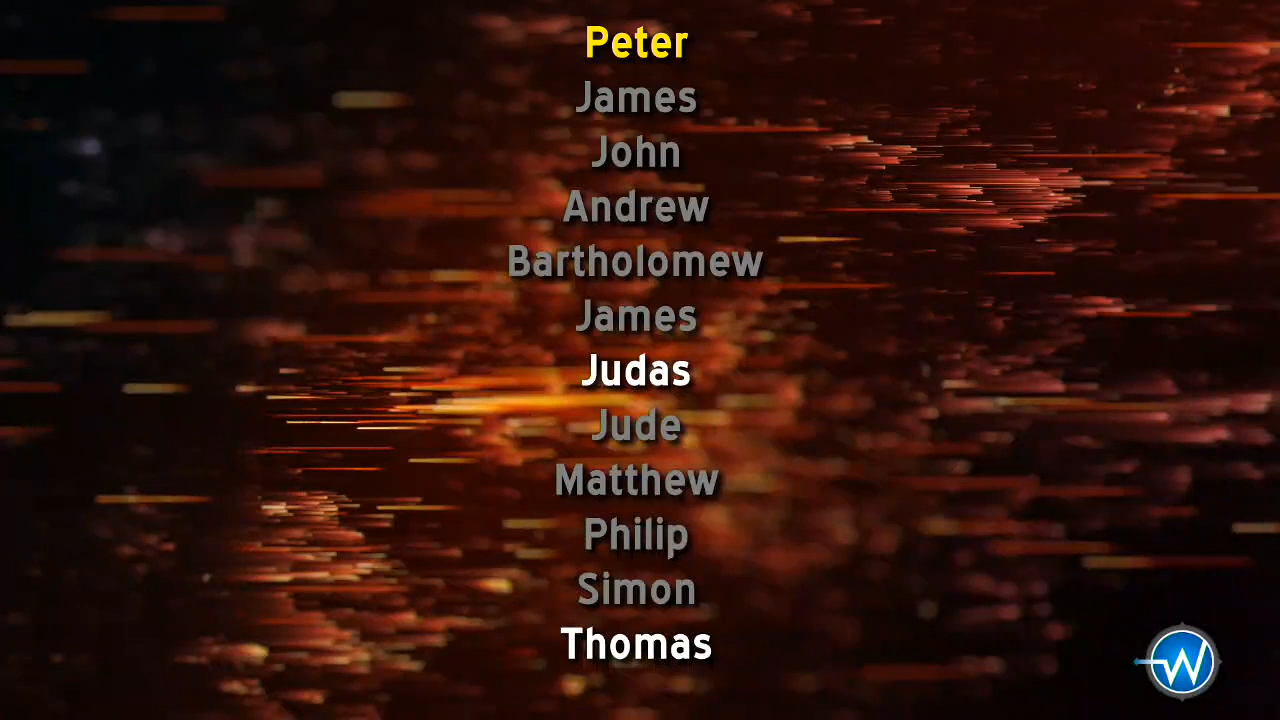 Peter
James
John
Andrew
Bartholomew
James
Judas
Jude
Matthew
Philip
Simon
Thomas
W